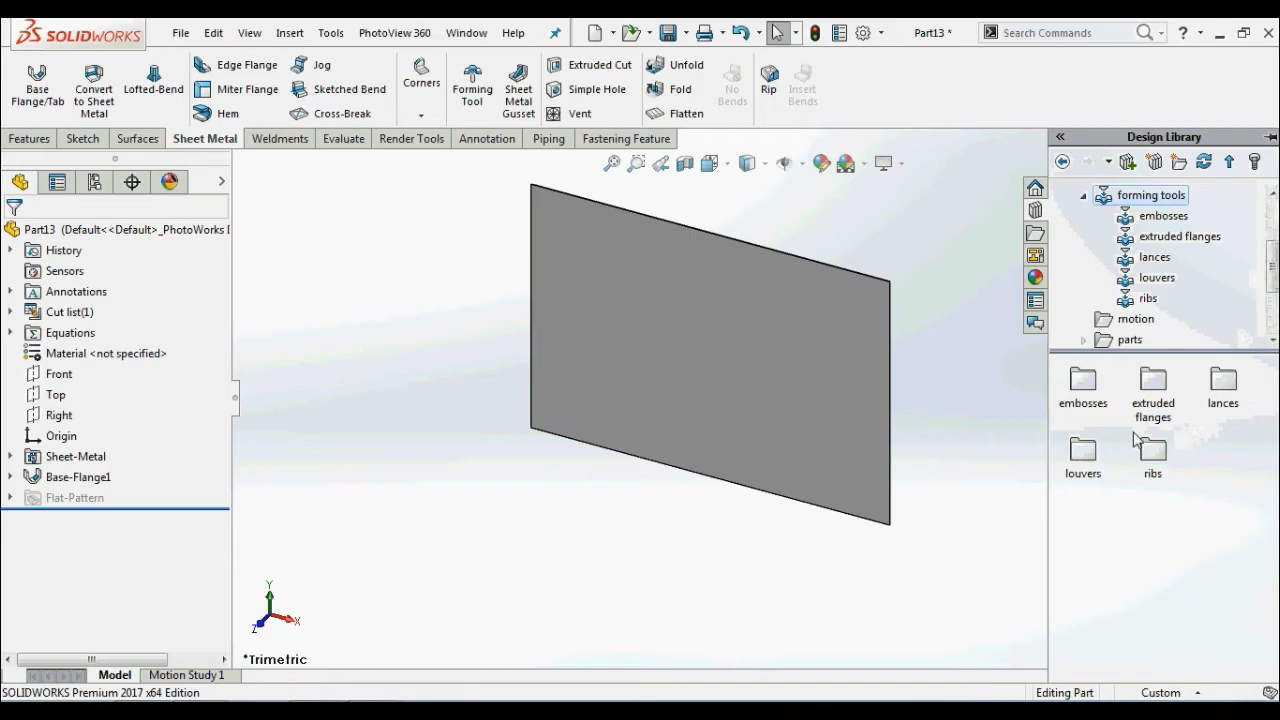 SOLIDWORKS File Edit View Insert Tools PhotoView 360 Window Help Part13 * Search Commands ?
Base Flange/Tab
Convert to Sheet Metal
Lofted-Bend
Edge Flange
Miter Flange
Hem
Jog
Sketched Bend
Cross-Break
Corners
Forming Tool
Sheet Metal Gusset
Extruded Cut
Simple Hole
Vent
Unfold
Fold
Flatten
No Bends
Rip
Insert Bends
Features Sketch Surfaces Sheet Metal Weldments Evaluate Render Tools Annotation Piping Fastening Feature
Part13 (Default<<Default>_PhotoWorks
History
Sensors
Annotations
Cut list(1)
Equations
Material <not specified>
Front
Top
Right
Origin
Sheet-Metal
Base-Flange1
Flat-Pattern
Y
X
Z
*Trimetric
Design Library
forming tools
embosses
extruded flanges
lances
louvers
ribs
motion
parts
embosses
extruded
flanges
lances
louvers
ribs
Model Motion Study 1
SOLIDWORKS Premium 2017 x64 Edition Editing Part Custom